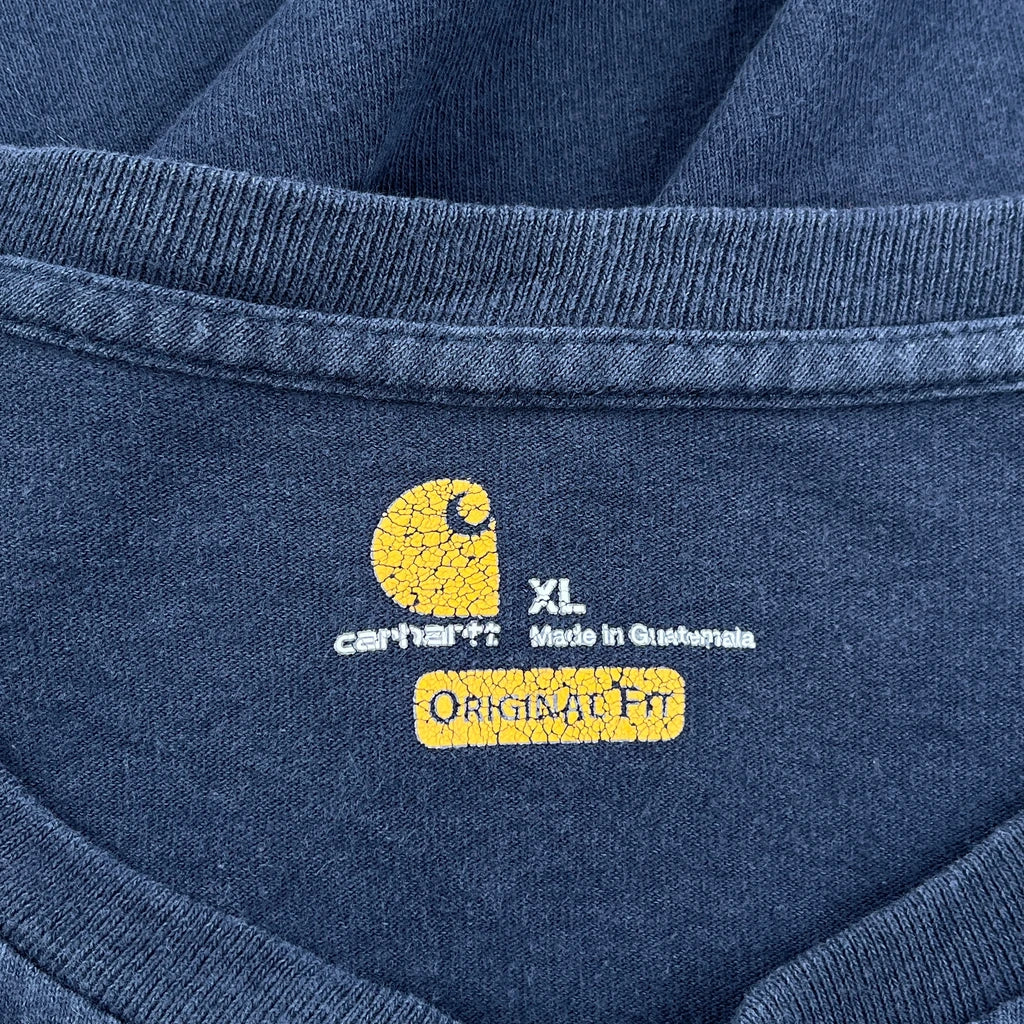 XL
carhartt
Made in Guatemala
ORIGINAL FIT